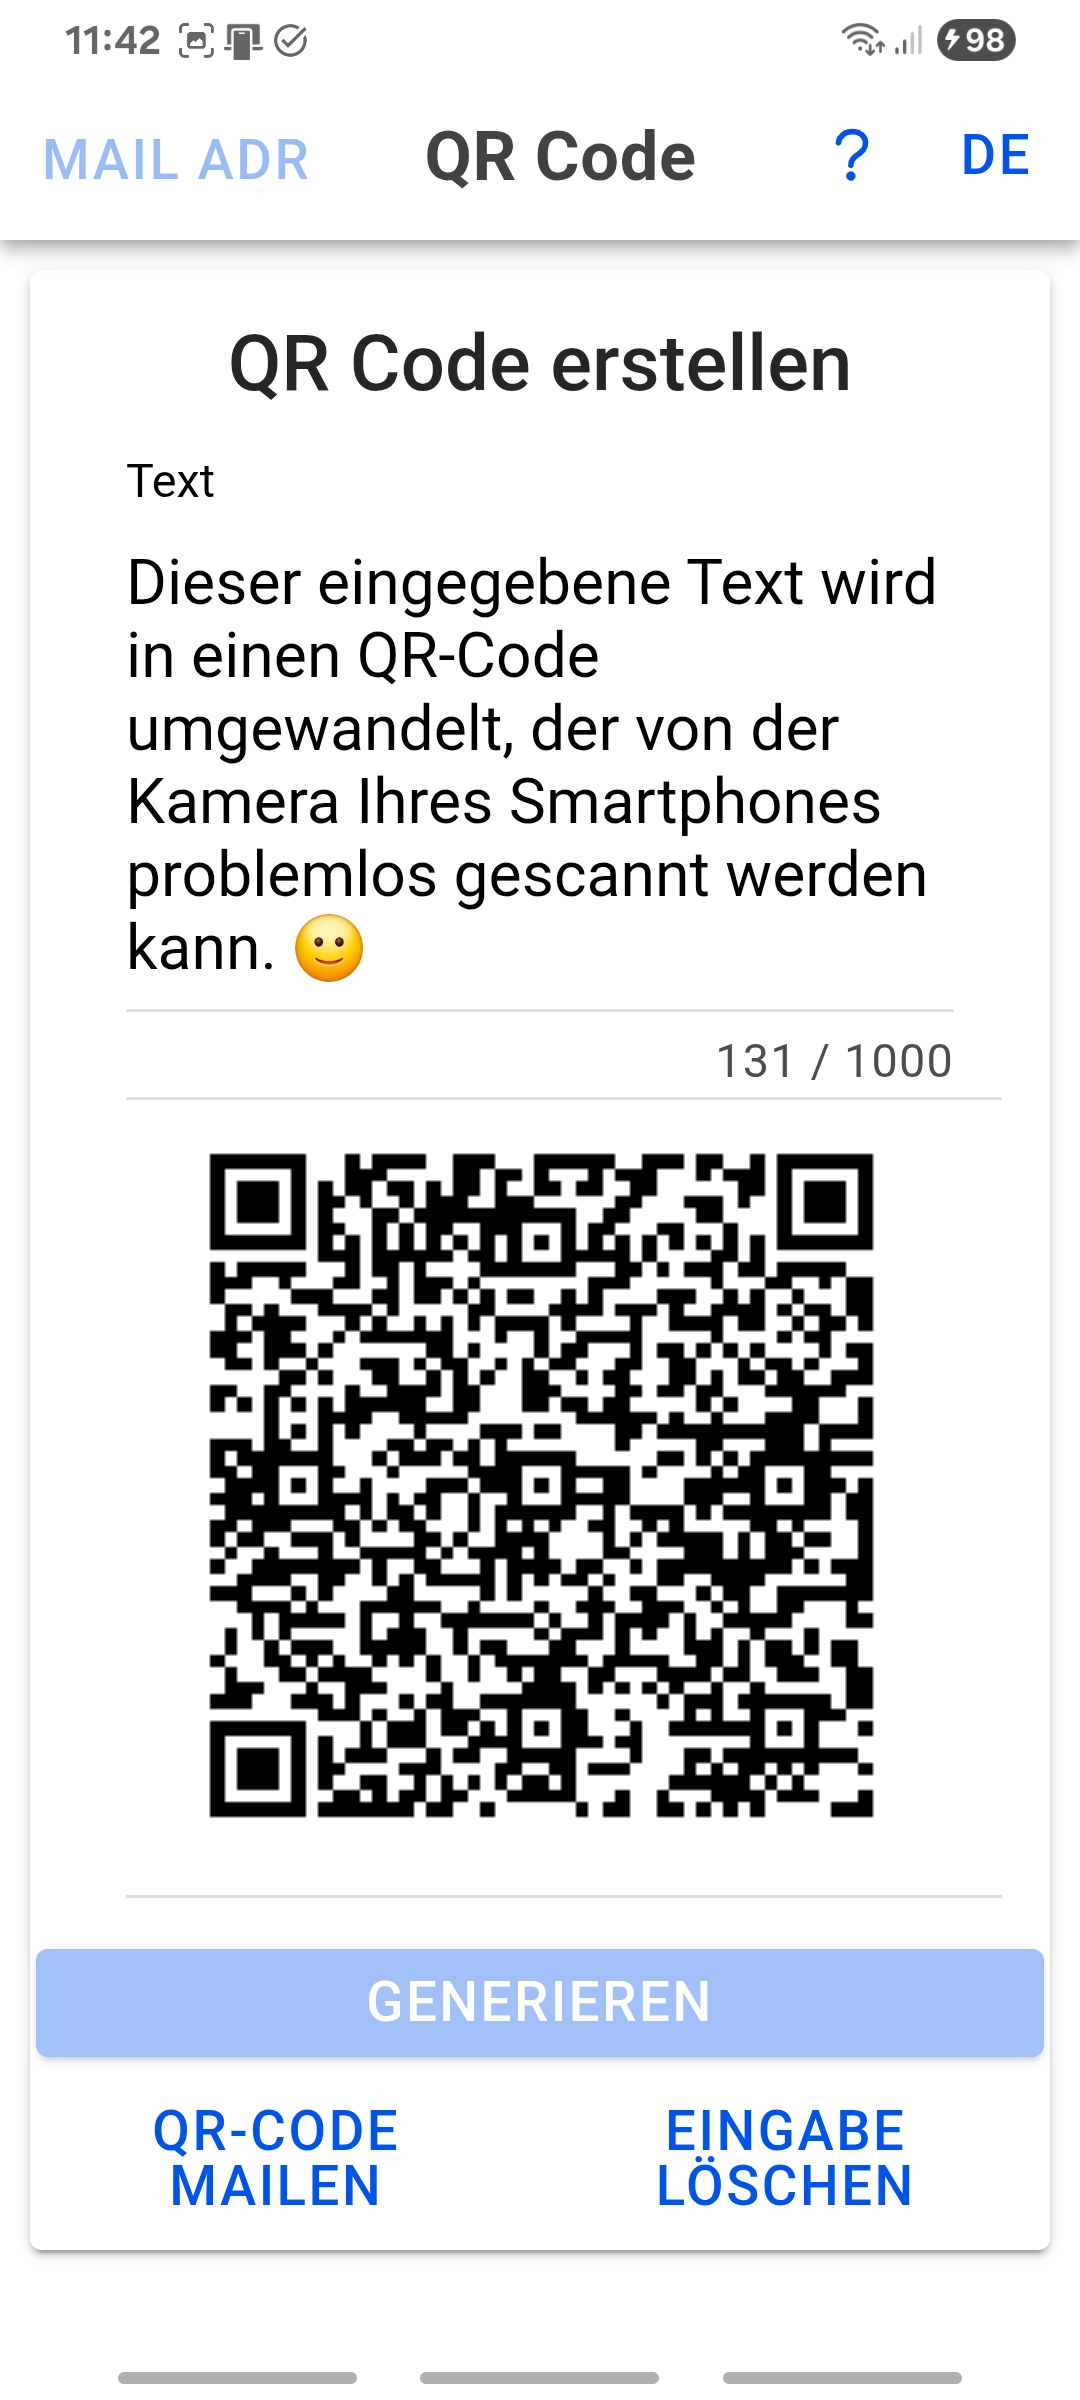 11:42
98
MAIL ADR
QR Code
?
DE
QR Code erstellen
Text
Dieser eingegebene Text wird
in einen QR-Code
umgewandelt, der von der
Kamera Ihres Smartphones
problemlos gescannt werden
kann. 🙂
131 / 1000
GENERIEREN
QR-CODE
MAILEN
EINGABE
LÖSCHEN